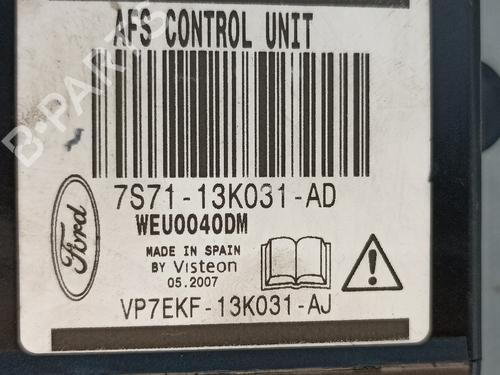 AFS CONTROL UNIT
B-PARTS
7S71-13K031-AD
WEU0040DM
Ford
MADE IN SPAIN
BY Visteon
05.2007
VP7EKF-13K031-AJ